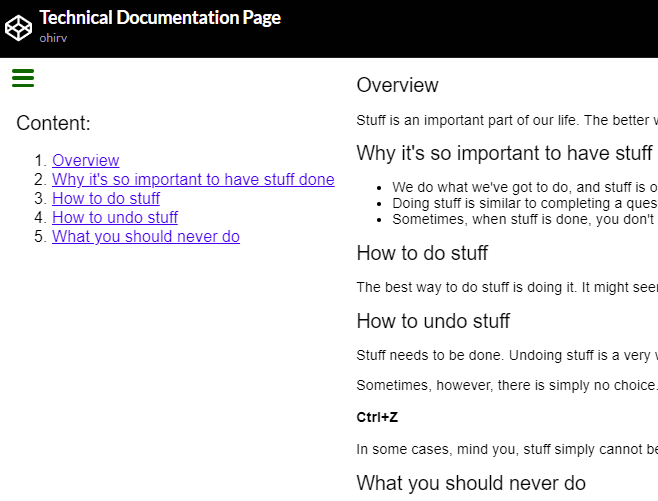 Technical Documentation Page
ohirv
Content:
1. Overview
2. Why it's so important to have stuff done
3. How to do stuff
4. How to undo stuff
5. What you should never do
Overview
Stuff is an important part of our life. The better
Why it's so important to have stuff
• We do what we've got to do, and stuff is
• Doing stuff is similar to completing a
• Sometimes, when stuff is done, you don't
How to do stuff
The best way to do stuff is doing it. It might
How to undo stuff
Stuff needs to be done. Undoing stuff is a very
Sometimes, however, there is simply no choice.
Ctrl+Z
In some cases, mind you, stuff simply cannot
What you should never do